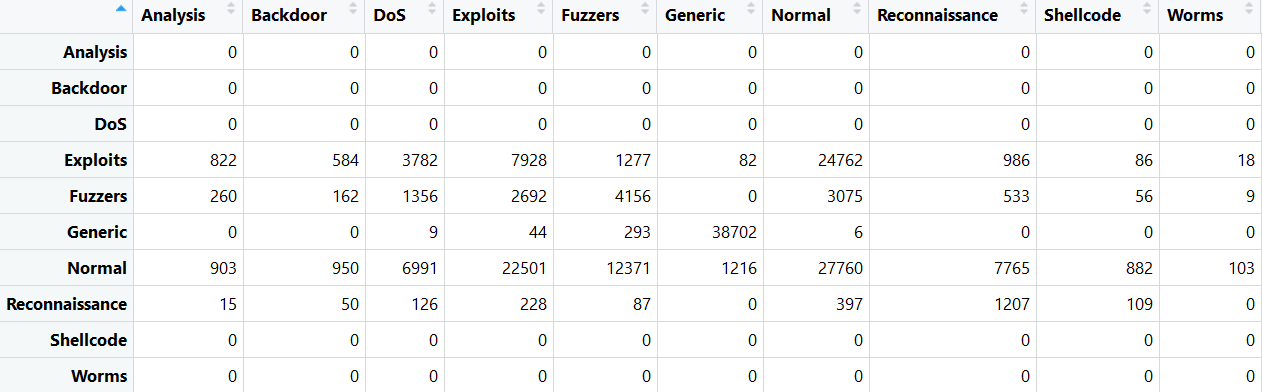 Analysis Backdoor DoS Exploits Fuzzers Generic Normal Reconnaissance Shellcode Worms
Analysis 0 0 0 0 0 0 0 0 0 0
Backdoor 0 0 0 0 0 0 0 0 0 0
DoS 0 0 0 0 0 0 0 0 0 0
Exploits 822 584 3782 7928 1277 82 24762 986 86 18
Fuzzers 260 162 1356 2692 4156 0 3075 533 56 9
Generic 0 0 9 44 293 38702 6 0 0 0
Normal 903 950 6991 22501 12371 1216 27760 7765 882 103
Reconnaissance 15 50 126 228 87 0 397 1207 109 0
Shellcode 0 0 0 0 0 0 0 0 0 0
Worms 0 0 0 0 0 0 0 0 0 0